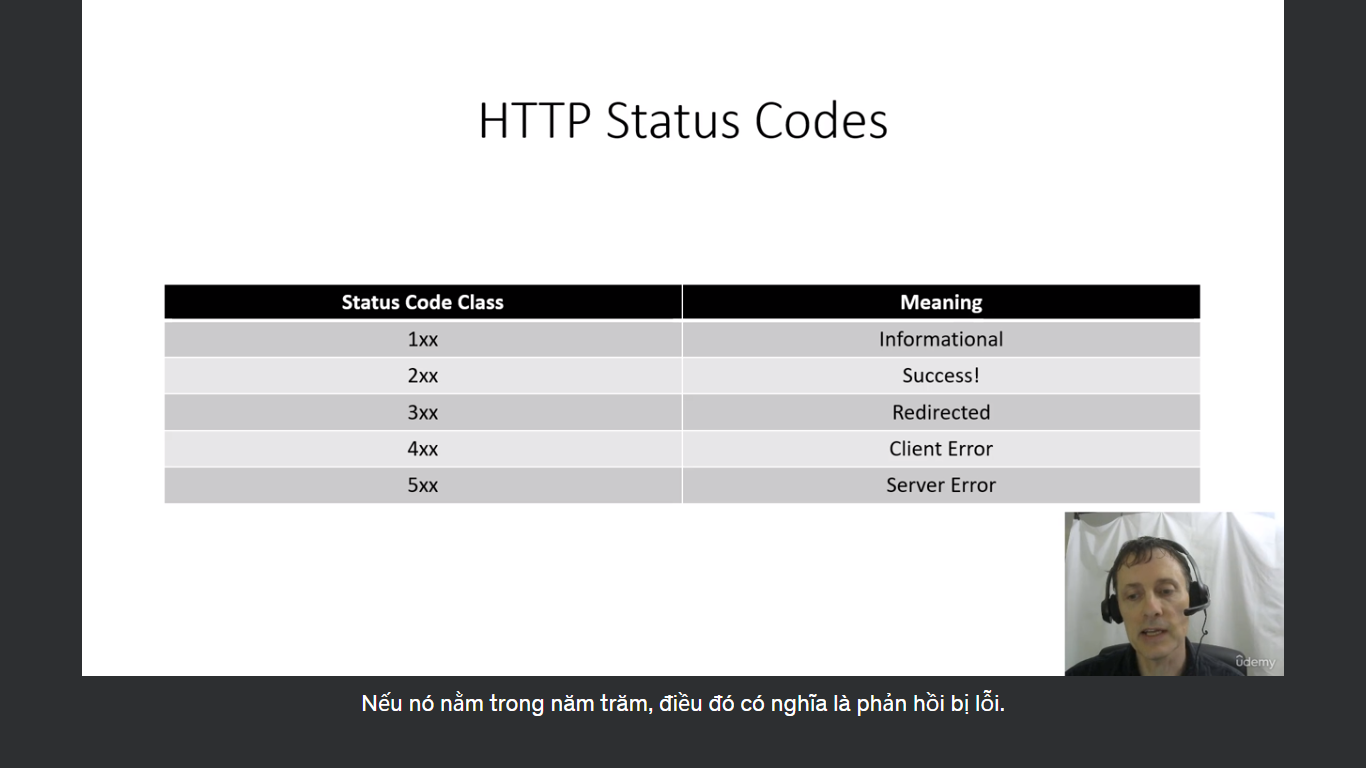 HTTP Status Codes
Status Code Class Meaning
1xx Informational
2xx Success!
3xx Redirected
4xx Client Error
5xx Server Error
udemy
Nếu nó nằm trong năm trăm, điều đó có nghĩa là phản hồi bị lỗi.